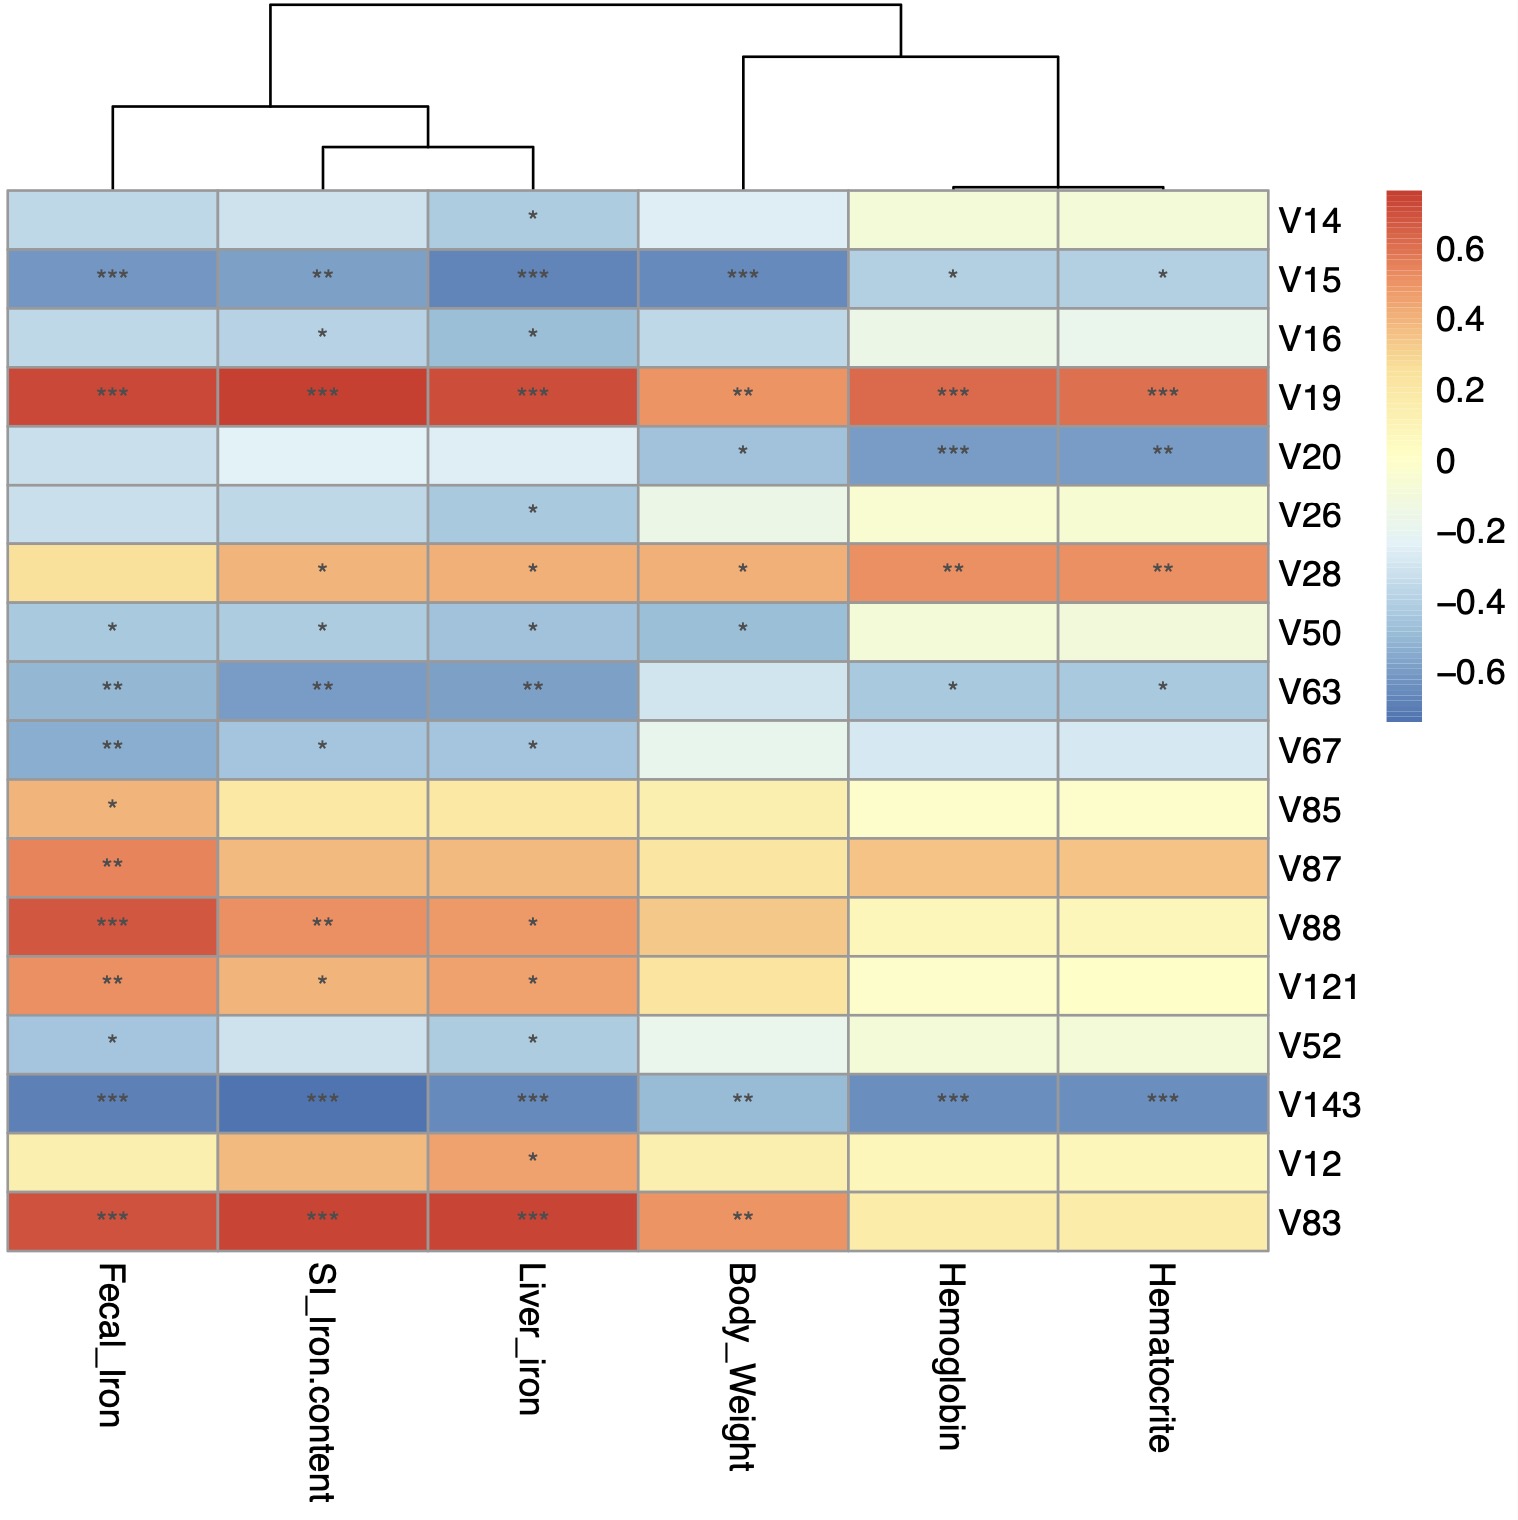 * V14
*** ** *** *** * * V15
* * V16
*** *** *** ** *** *** V19
* *** ** V20
* V26
* * * ** ** V28
* * * * V50
** ** ** * * V63
** * * V67
* V85
** V87
*** ** * V88
** * * V121
* * V52
*** *** *** ** *** *** V143
* V12
*** *** *** ** V83
0.6
0.4
0.2
0
−0.2
−0.4
−0.6
Fecal_Iron
SI_Iron.content
Liver_iron
Body_Weight
Hemoglobin
Hematocrite